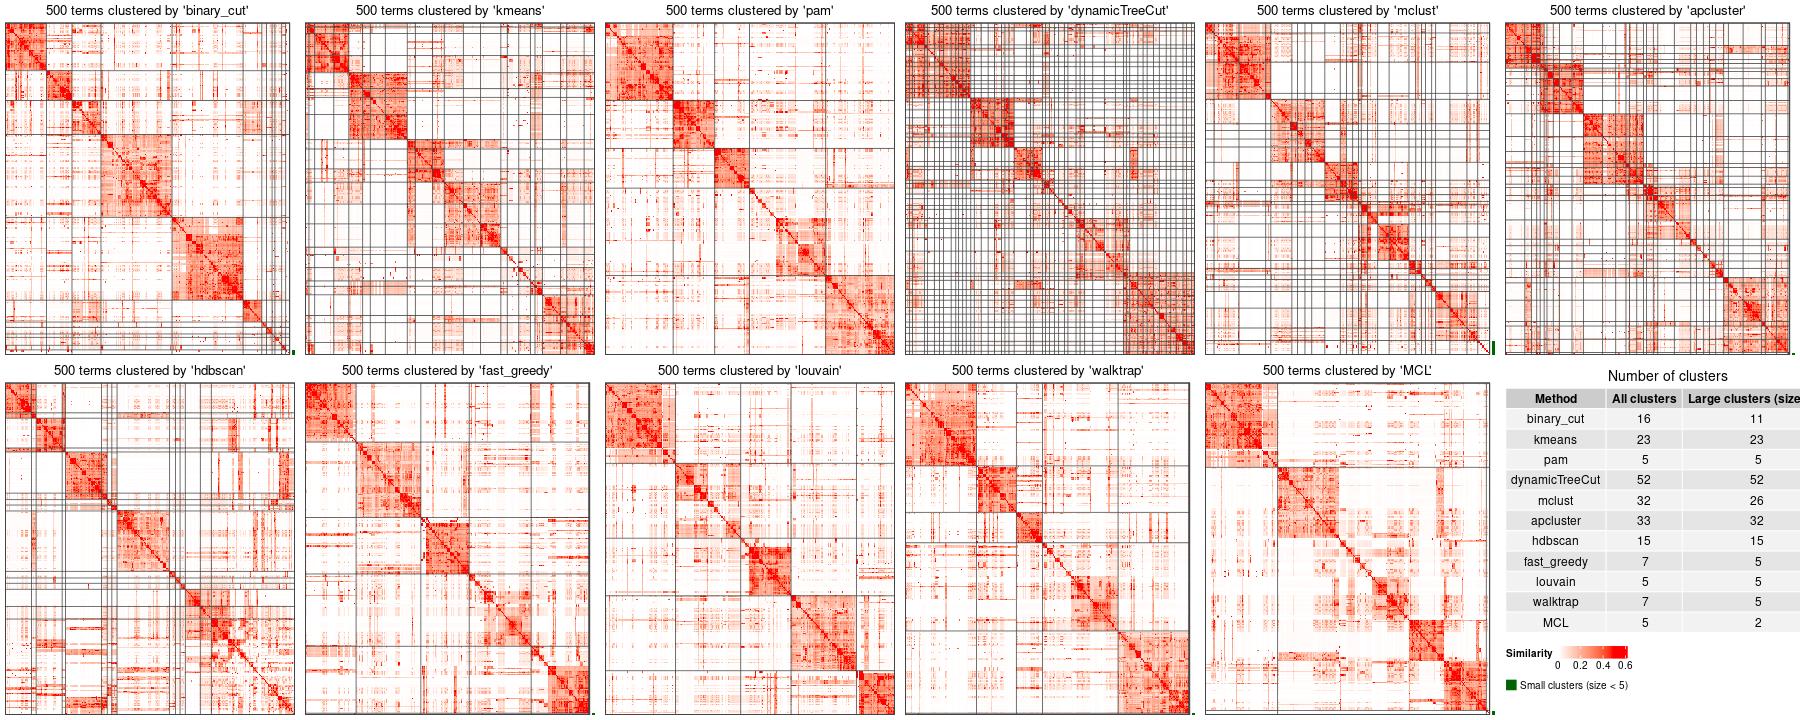 500 terms clustered by 'binary_cut'
500 terms clustered by 'kmeans'
500 terms clustered by 'pam'
500 terms clustered by 'dynamicTreeCut'
500 terms clustered by 'mclust'
500 terms clustered by 'apcluster'
500 terms clustered by 'hdbscan'
500 terms clustered by 'fast_greedy'
500 terms clustered by 'louvain'
500 terms clustered by 'walktrap'
500 terms clustered by 'MCL'
Number of clusters
Method All clusters Large clusters (size
binary_cut 16 11
kmeans 23 23
pam 5 5
dynamicTreeCut 52 52
mclust 32 26
apcluster 33 32
hdbscan 15 15
fast_greedy 7 5
louvain 5 5
walktrap 7 5
MCL 5 2
Similarity
0 0.2 0.4 0.6
Small clusters (size < 5)